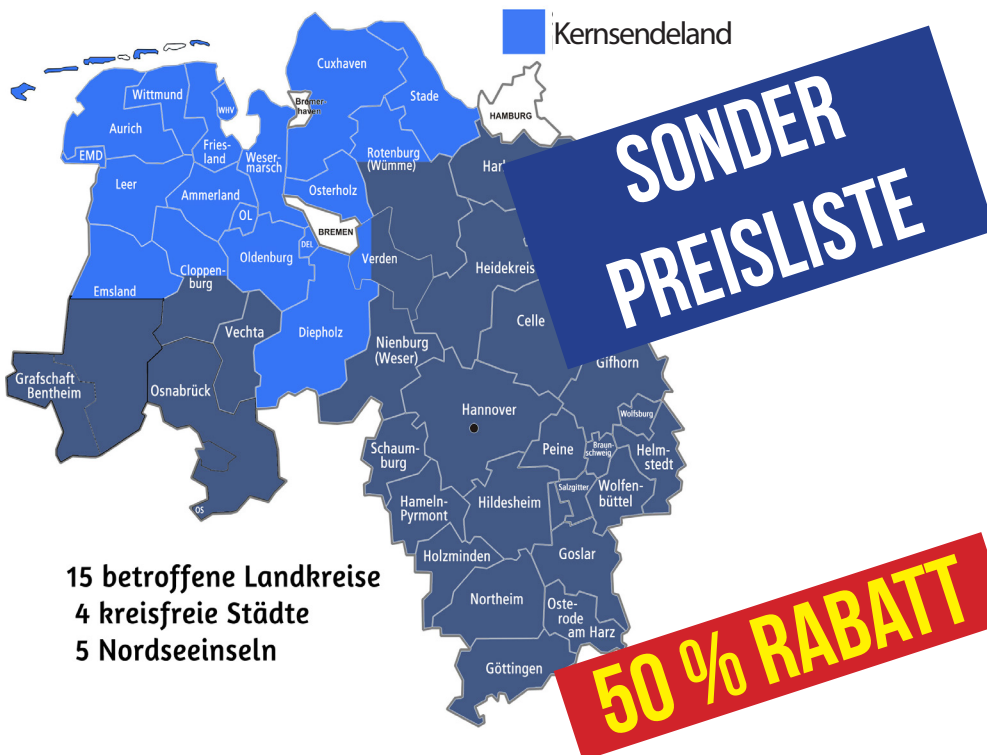 Kernsendeland
Cuxhaven
Wittmund
WHV
Bremer-
haven
Stade
HAMBURG
Aurich
EMD
Fries-
land
Weser-
marsch
Rotenburg
(Wümme)
Leer
Ammerland
Osterholz
OL
BREMEN
DEL
Oldenburg
Verden
Heidekreis
Cloppen-
burg
Emsland
Celle
Vechta
Diepholz
Nienburg
(Weser)
Gifhorn
Grafschaft
Bentheim
Osnabrück
Hannover
Wolfsburg
Schaum-
burg
Peine
Braun-
schweig
Helm-
stedt
Salzgitter
Wolfen-
büttel
Hameln-
Pyrmont
Hildesheim
OS
Holzminden
Goslar
Northeim
Oste-
rode
am Harz
Göttingen
SONDER
PREISLISTE
15 betroffene Landkreise
4 kreisfreie Städte
5 Nordseeinseln
50 % RABATT